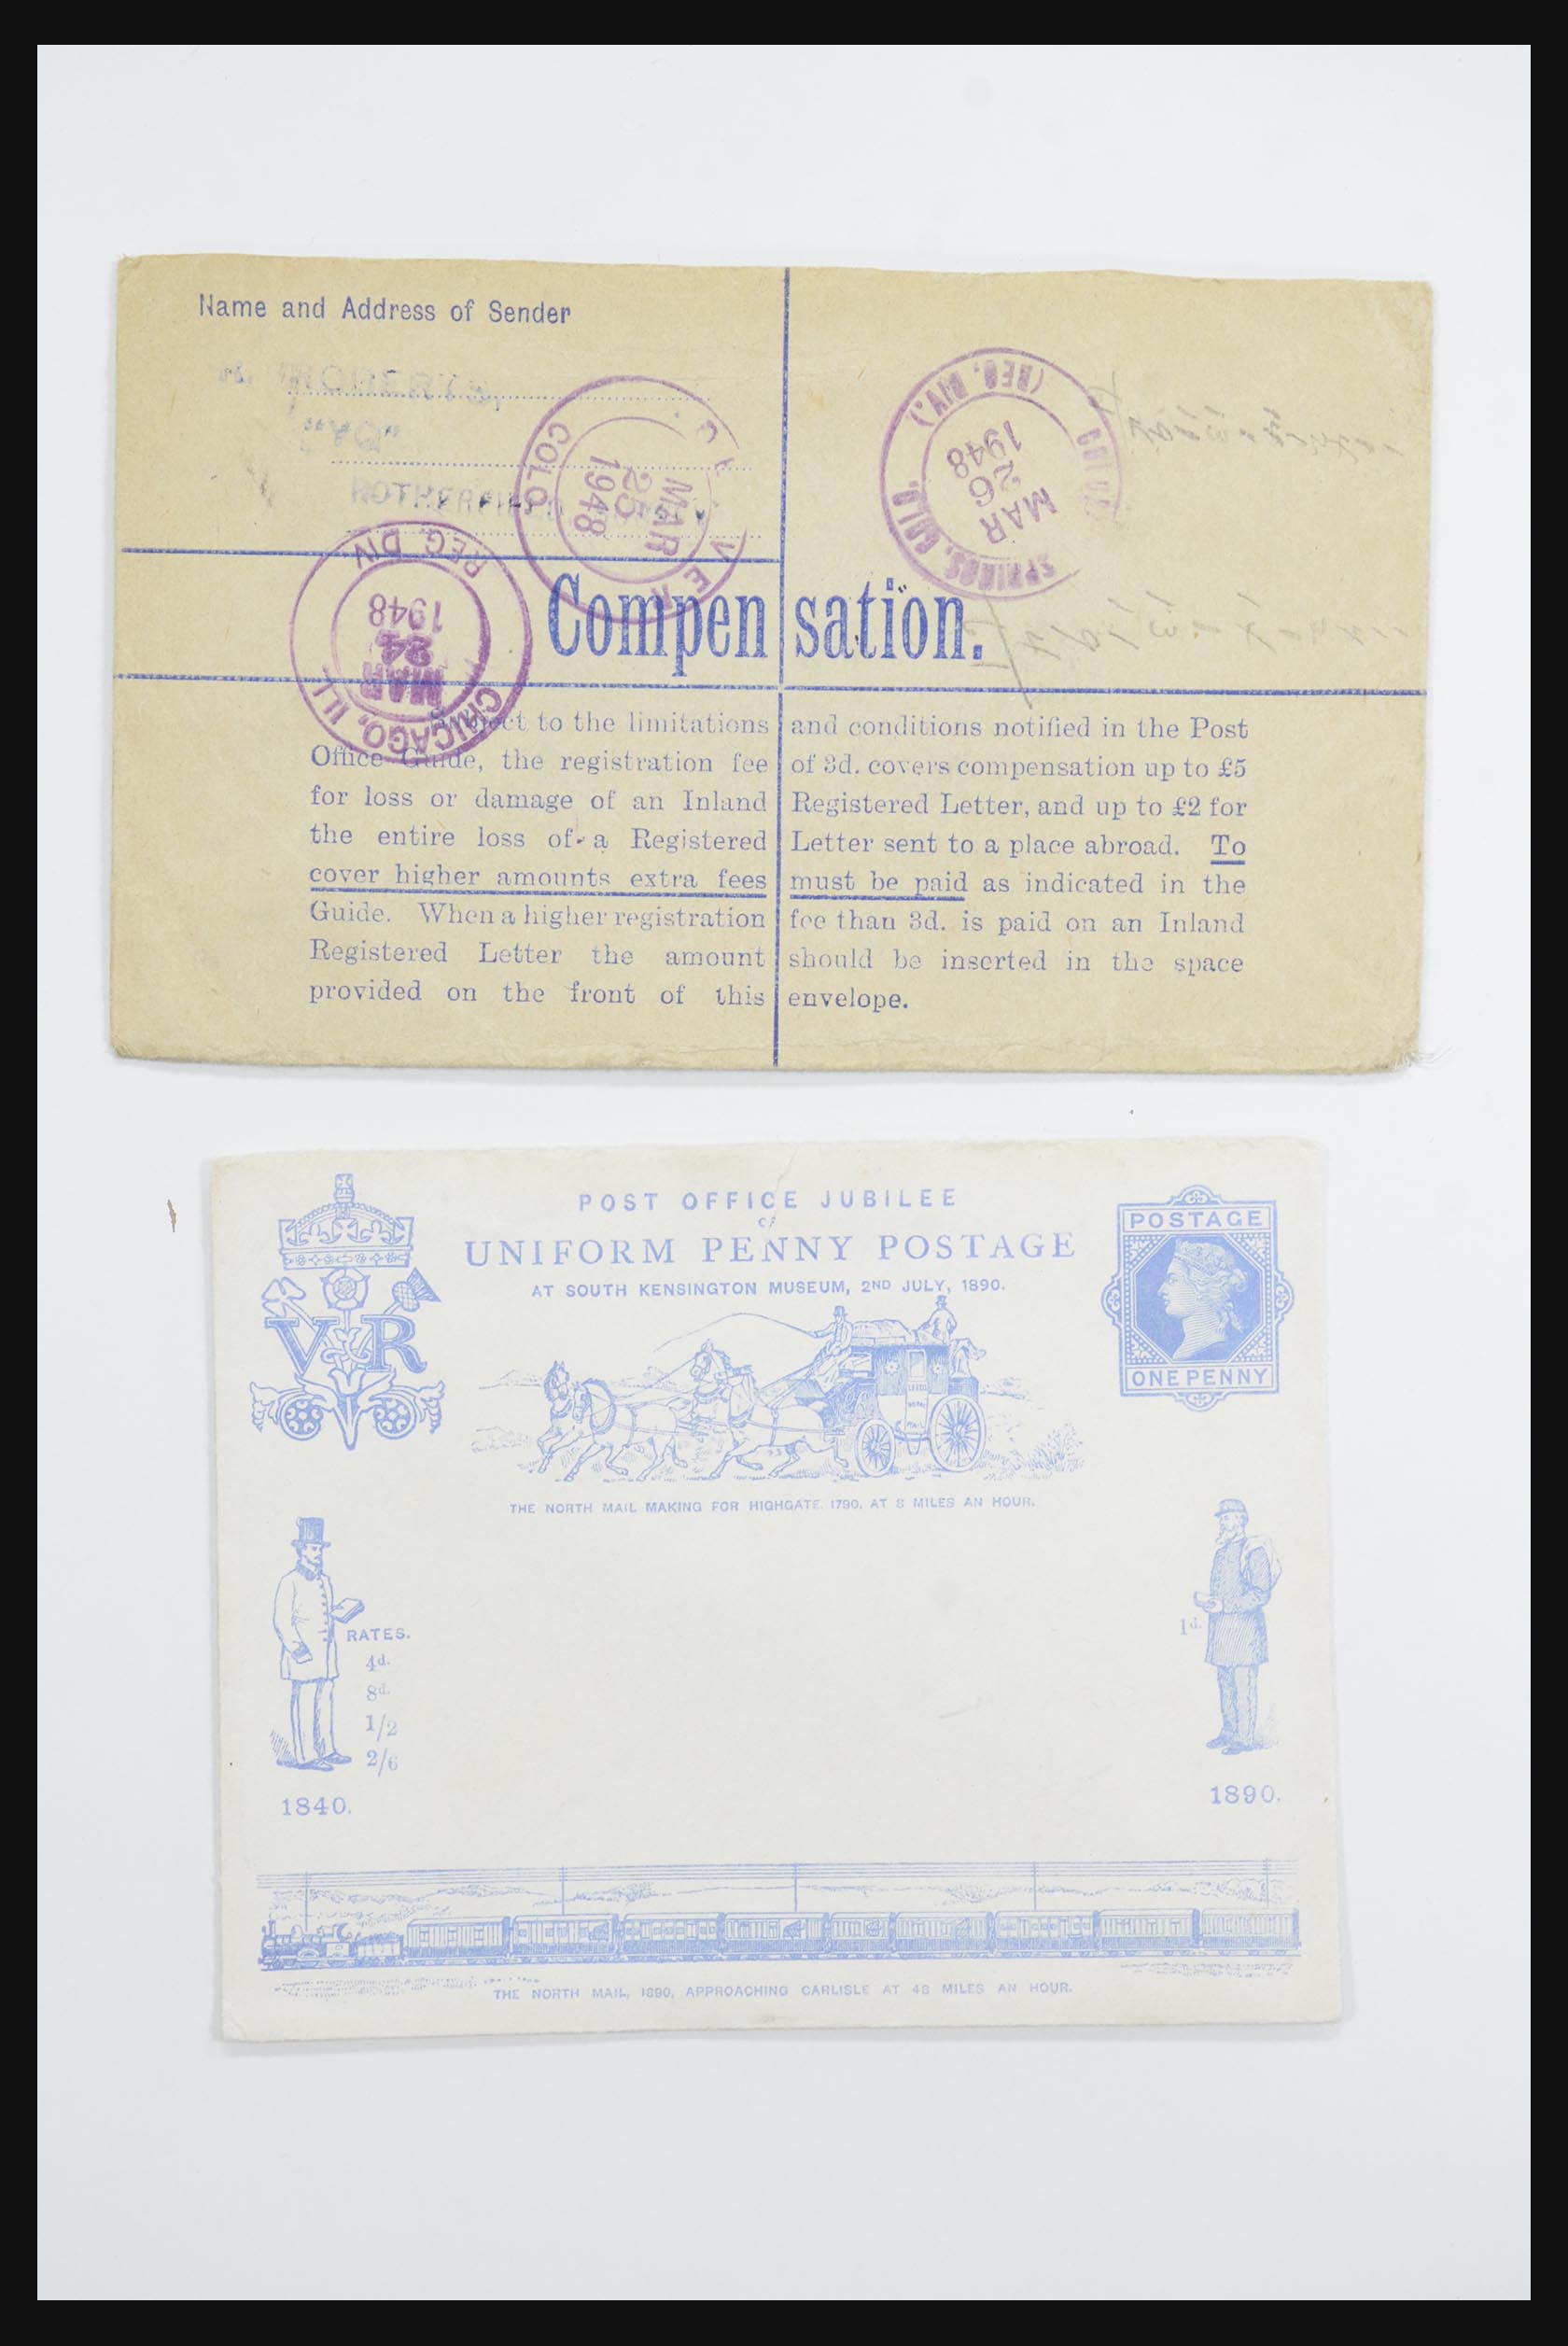 Name and Address of Sender
ROBERTS,
ROTHERFIELD
COLO.
MAR
25
1948
(REG. DIV.)
SPRINGS, COLO.
MAR
26
1948
REG. DIV.
CHICAGO, ILL.
MAR
24
1948
Compensation.
Subject to the limitations and conditions notified in the Post
Office Guide, the registration fee of 3d. covers compensation up to £5
for loss or damage of an Inland Registered Letter, and up to £2 for
the entire loss of a Registered Letter sent to a place abroad. To
cover higher amounts extra fees must be paid as indicated in the
Guide. When a higher registration fee than 3d. is paid on an Inland
Registered Letter the amount should be inserted in the space
provided on the front of this envelope.
POST OFFICE JUBILEE
OF
UNIFORM PENNY POSTAGE
AT SOUTH KENSINGTON MUSEUM, 2ND JULY, 1890.
V R
POSTAGE
ONE PENNY
THE NORTH MAIL MAKING FOR HIGHGATE, 1790, AT 8 MILES AN HOUR.
RATES.
4d.
8d.
1/2
2/6
1840.
1d.
1890.
THE NORTH MAIL, 1890, APPROACHING CARLISLE AT 48 MILES AN HOUR.